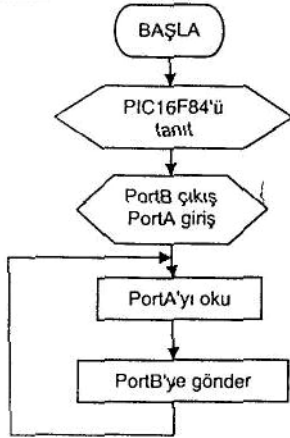 BAŞLA
PIC16F84'ü
tanıt
PortB çıkış
PortA giriş
PortA'yı oku
PortB'ye gönder